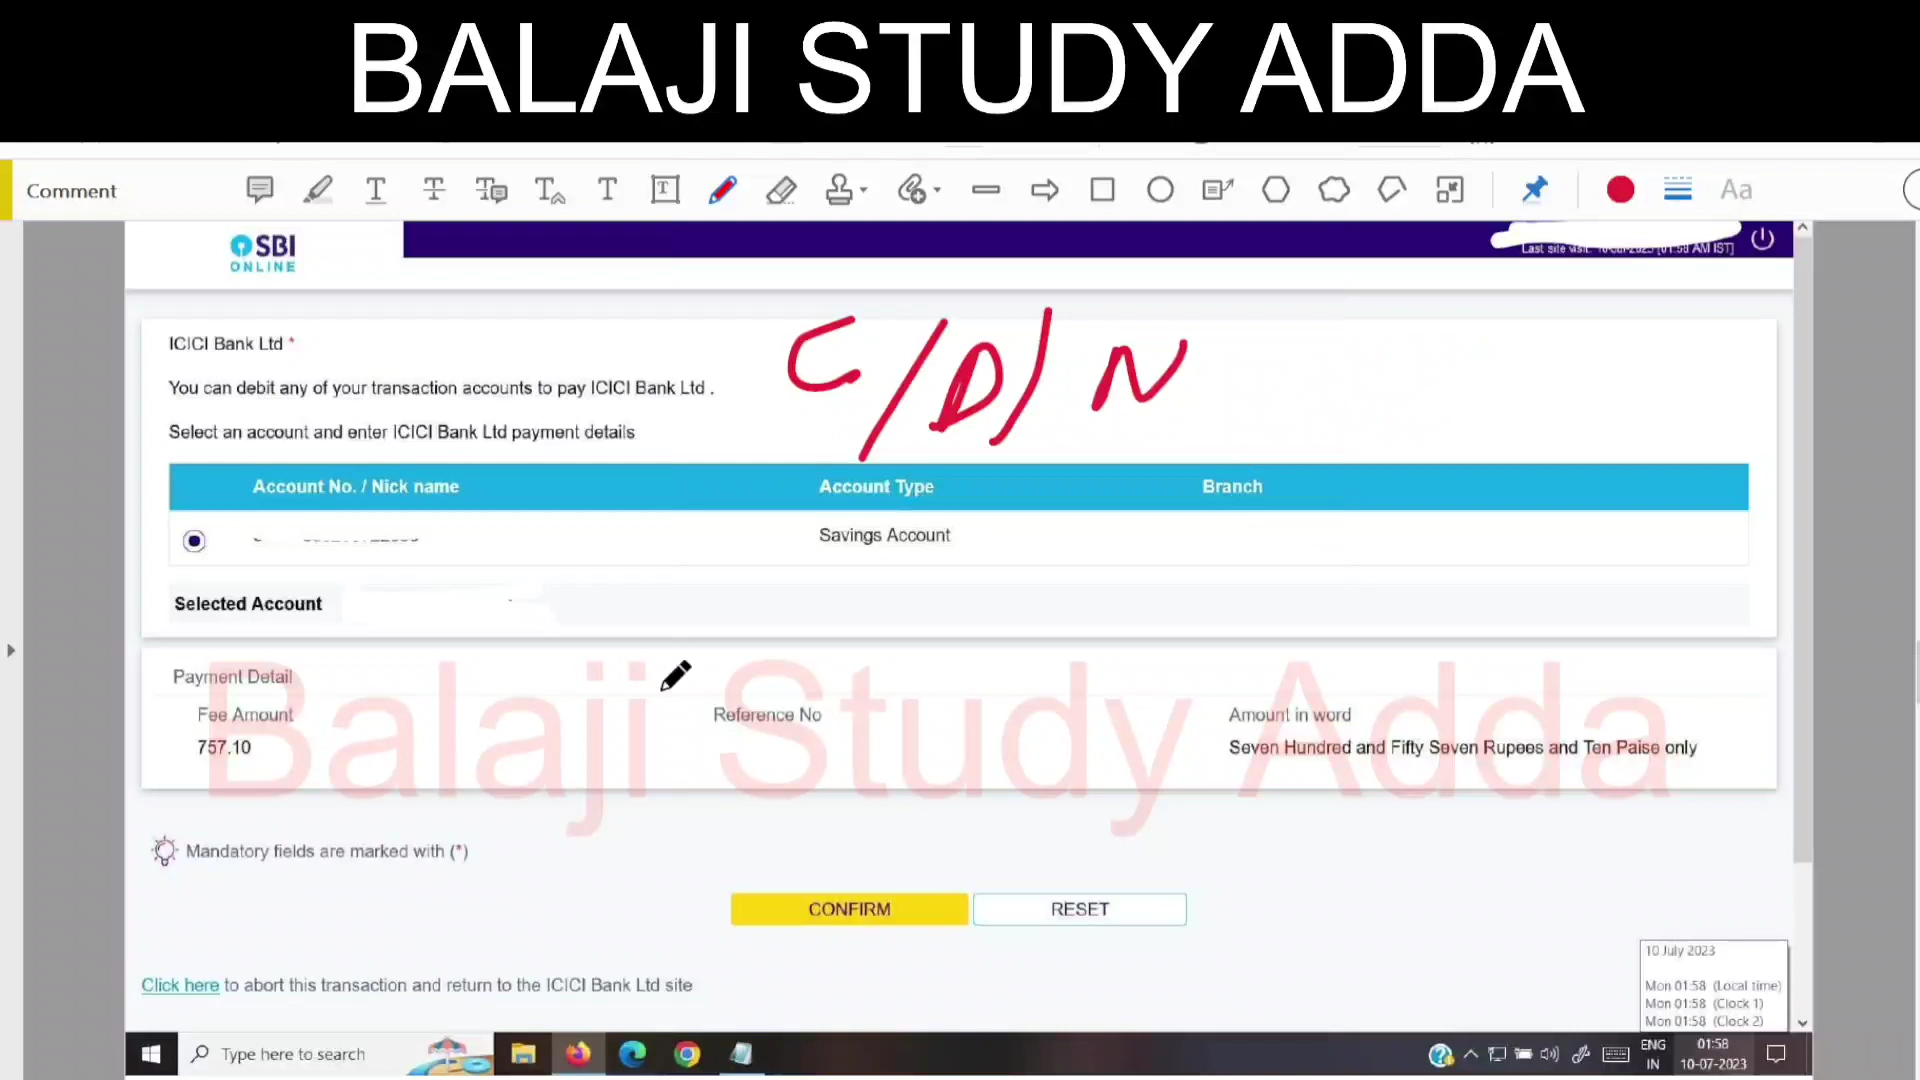 BALAJI STUDY ADDA
Comment
Aa
SBI
ONLINE
Last site visit:
AM IST]
ICICI Bank Ltd *
C/D/N
You can debit any of your transaction accounts to pay ICICI Bank Ltd .
Select an account and enter ICICI Bank Ltd payment details
Account No. / Nick name Account Type Branch
Savings Account
Selected Account
Balaji Study Adda
Payment Detail
Fee Amount Reference No Amount in word
757.10 Seven Hundred and Fifty Seven Rupees and Ten Paise only
Mandatory fields are marked with (*)
CONFIRM RESET
Click here to abort this transaction and return to the ICICI Bank Ltd site
10 July 2023
Mon 01:58 (Local time)
Mon 01:58 (Clock 1)
Mon 01:58 (Clock 2)
Type here to search
ENG
IN
01:58
10-07-2023